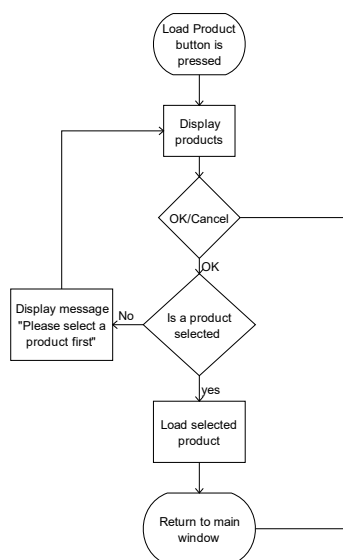 Load Product
button is
pressed
Display
products
OK/Cancel
OK
Is a product
selected
No
Display message
"Please select a
product first"
yes
Load selected
product
Return to main
window